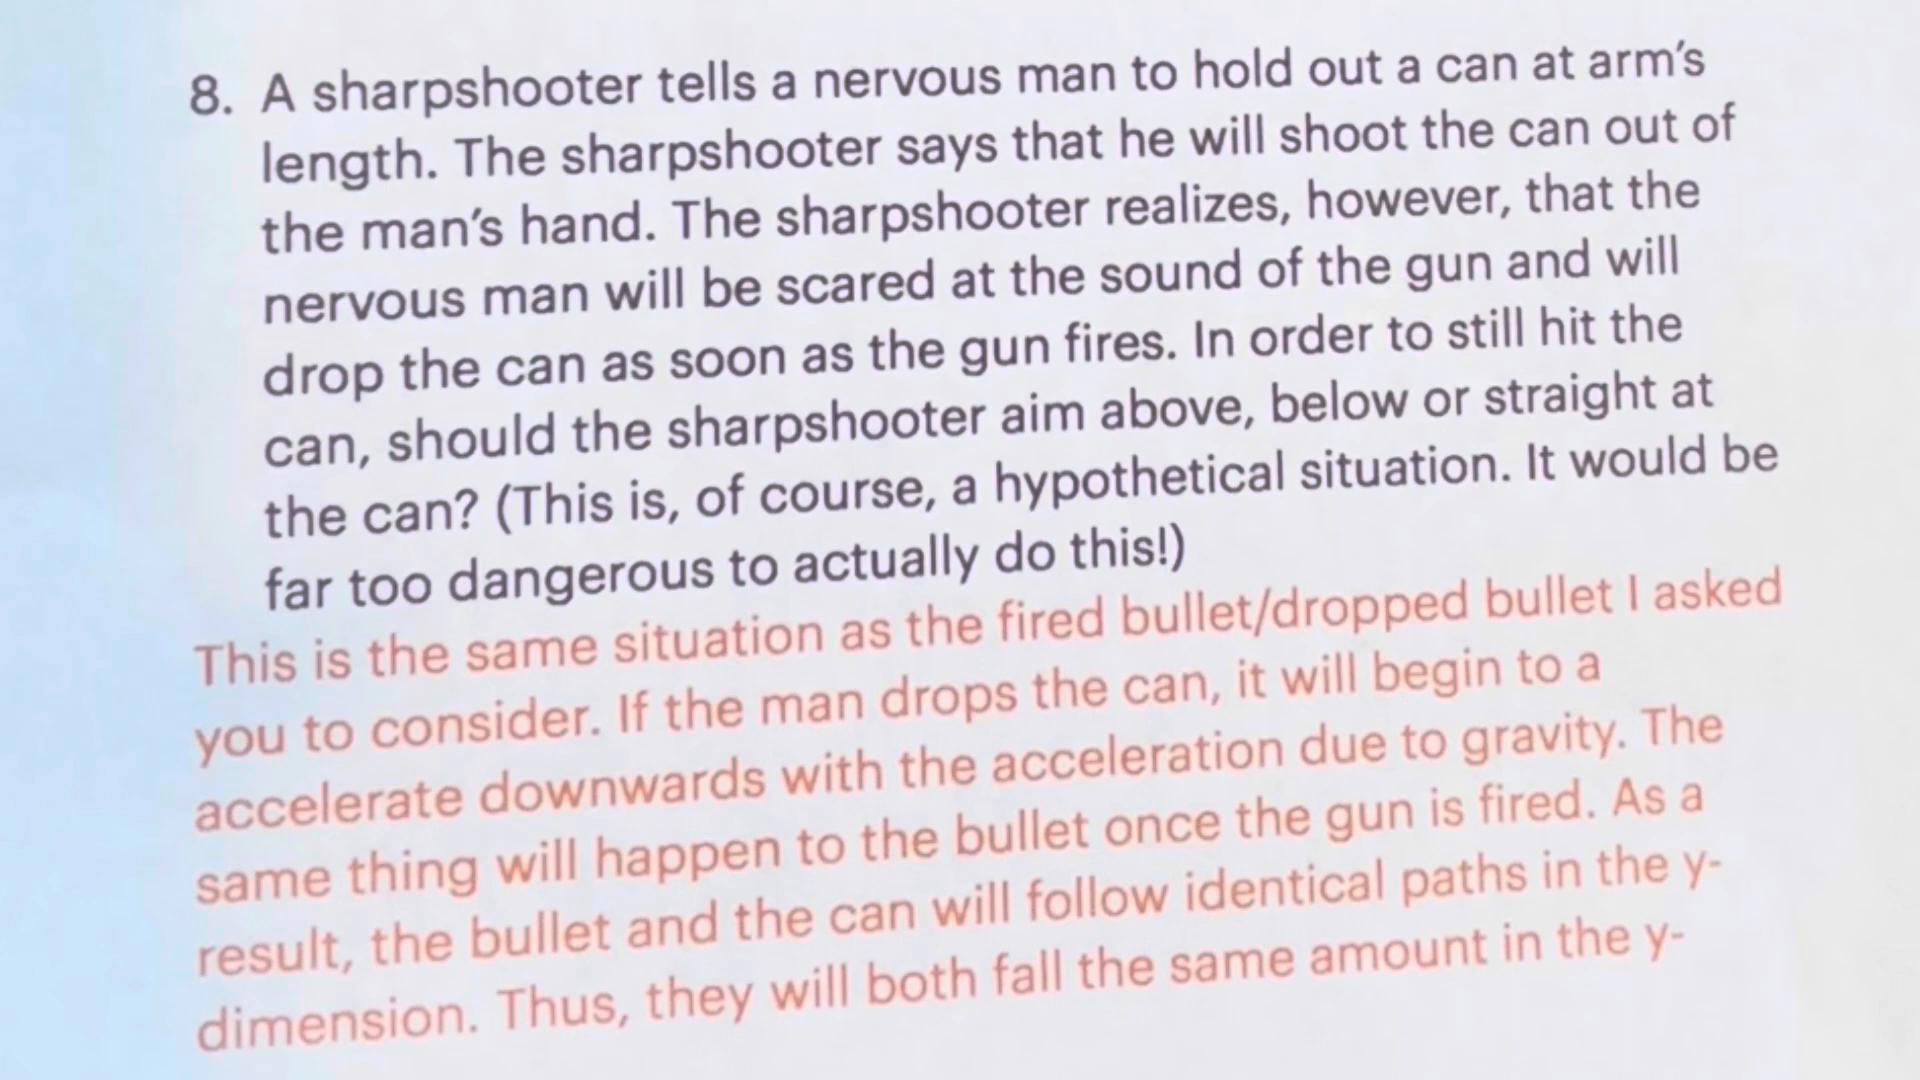 8. A sharpshooter tells a nervous man to hold out a can at arm's
length. The sharpshooter says that he will shoot the can out of
the man's hand. The sharpshooter realizes, however, that the
nervous man will be scared at the sound of the gun and will
drop the can as soon as the gun fires. In order to still hit the
can, should the sharpshooter aim above, below or straight at
the can? (This is, of course, a hypothetical situation. It would be
far too dangerous to actually do this!)
This is the same situation as the fired bullet/dropped bullet I asked
you to consider. If the man drops the can, it will begin to a
accelerate downwards with the acceleration due to gravity. The
same thing will happen to the bullet once the gun is fired. As a
result, the bullet and the can will follow identical paths in the y-
dimension. Thus, they will both fall the same amount in the y-